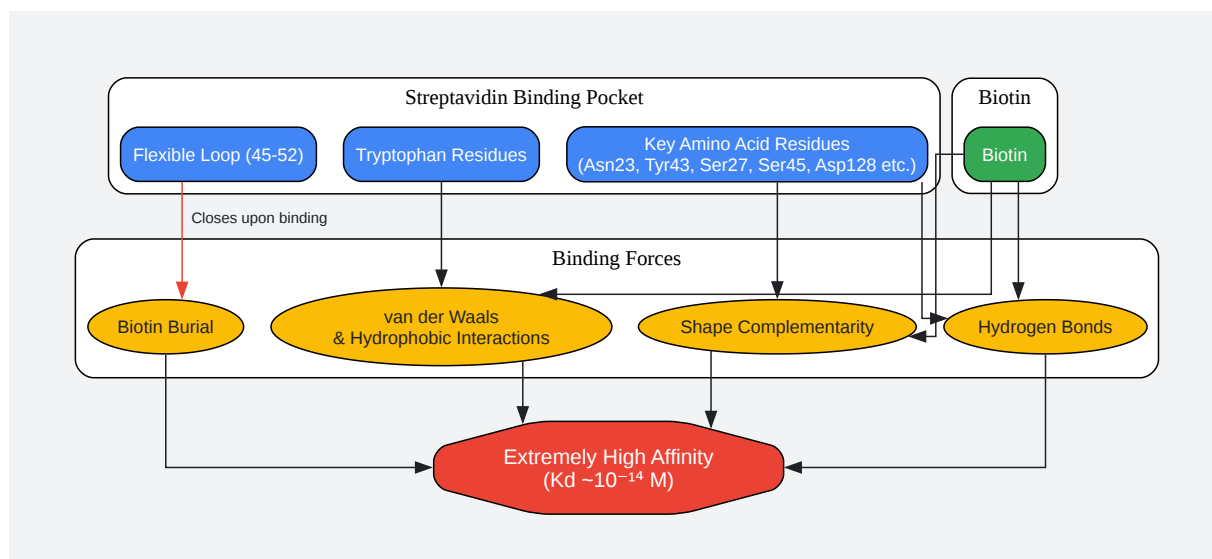 Streptavidin Binding Pocket
Biotin
Flexible Loop (45-52)
Tryptophan Residues
Key Amino Acid Residues
(Asn23, Tyr43, Ser27, Ser45, Asp128 etc.)
Biotin
Closes upon binding
Binding Forces
Biotin Burial
van der Waals
& Hydrophobic Interactions
Shape Complementarity
Hydrogen Bonds
Extremely High Affinity
(Kd ~10⁻¹⁴ M)